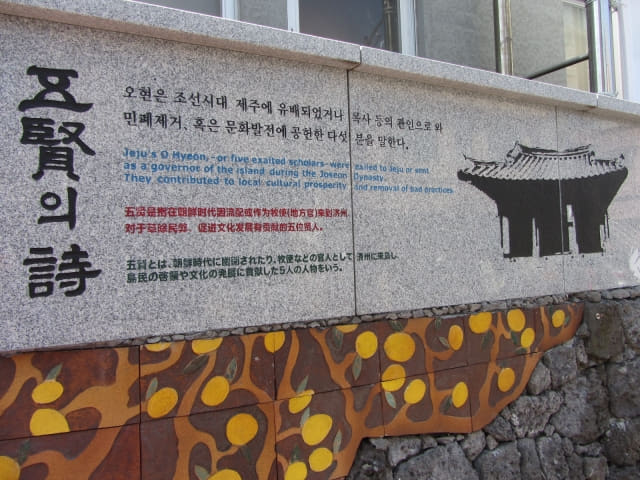 五賢의 詩
오현은 조선시대 제주에 유배되었거나 목사 등의 관인으로 와
민폐제거, 혹은 문화발전에 공헌한 다섯 분을 말한다.
Jeju's O Hyeon, - or five exalted scholars - were exiled to Jeju or sent
as a governor of the island during the Joseon Dynasty.
They contributed to local cultural prosperity and removal of bad practices.
五贤是指在朝鲜时代因流配或作为牧使(地方官)来到济州,
对于革除民弊, 促进文化发展有贡献的五位贤人。
五賢とは、朝鮮時代に幽閉されたり、牧使などの官人として 済州に来島し、
島民の啓蒙や文化の発展に貢献した5人の人物をいう。